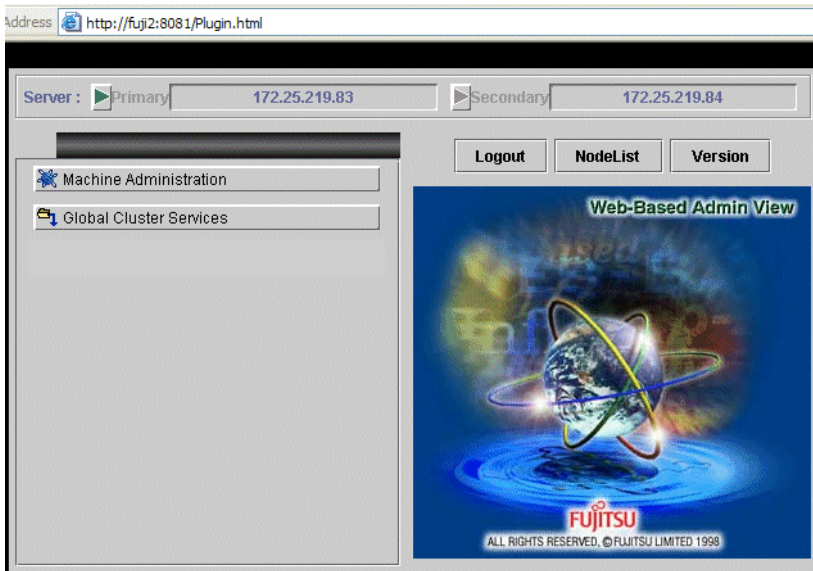 Address http://fuji2:8081/Plugin.html
Server : Primary 172.25.219.83 Secondary 172.25.219.84
Logout NodeList Version
Machine Administration
Global Cluster Services
Web-Based Admin View
FUJITSU
ALL RIGHTS RESERVED, © FUJITSU LIMITED 1998